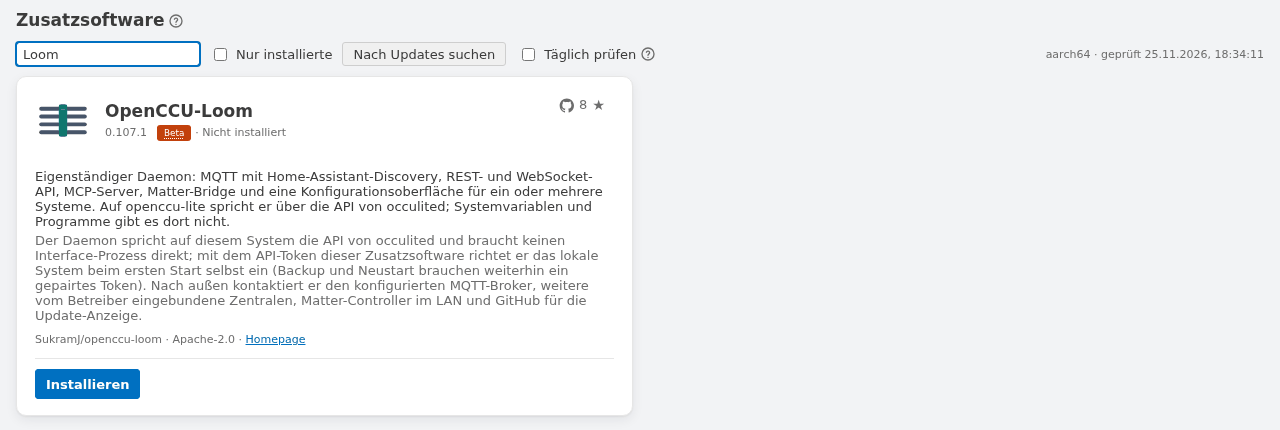 Zusatzsoftware
Loom
Nur installierte
Nach Updates suchen
Täglich prüfen
aarch64 · geprüft 25.11.2026, 18:34:11
OpenCCU-Loom
8 ★
0.107.1 Beta · Nicht installiert
Eigenständiger Daemon: MQTT mit Home-Assistant-Discovery, REST- und WebSocket-
API, MCP-Server, Matter-Bridge und eine Konfigurationsoberfläche für ein oder mehrere
Systeme. Auf openccu-lite spricht er über die API von occulited; Systemvariablen und
Programme gibt es dort nicht.
Der Daemon spricht auf diesem System die API von occulited und braucht keinen
Interface-Prozess direkt; mit dem API-Token dieser Zusatzsoftware richtet er das lokale
System beim ersten Start selbst ein (Backup und Neustart brauchen weiterhin ein
gepairtes Token). Nach außen kontaktiert er den konfigurierten MQTT-Broker, weitere
vom Betreiber eingebundene Zentralen, Matter-Controller im LAN und GitHub für die
Update-Anzeige.
SukramJ/openccu-loom · Apache-2.0 · Homepage
Installieren